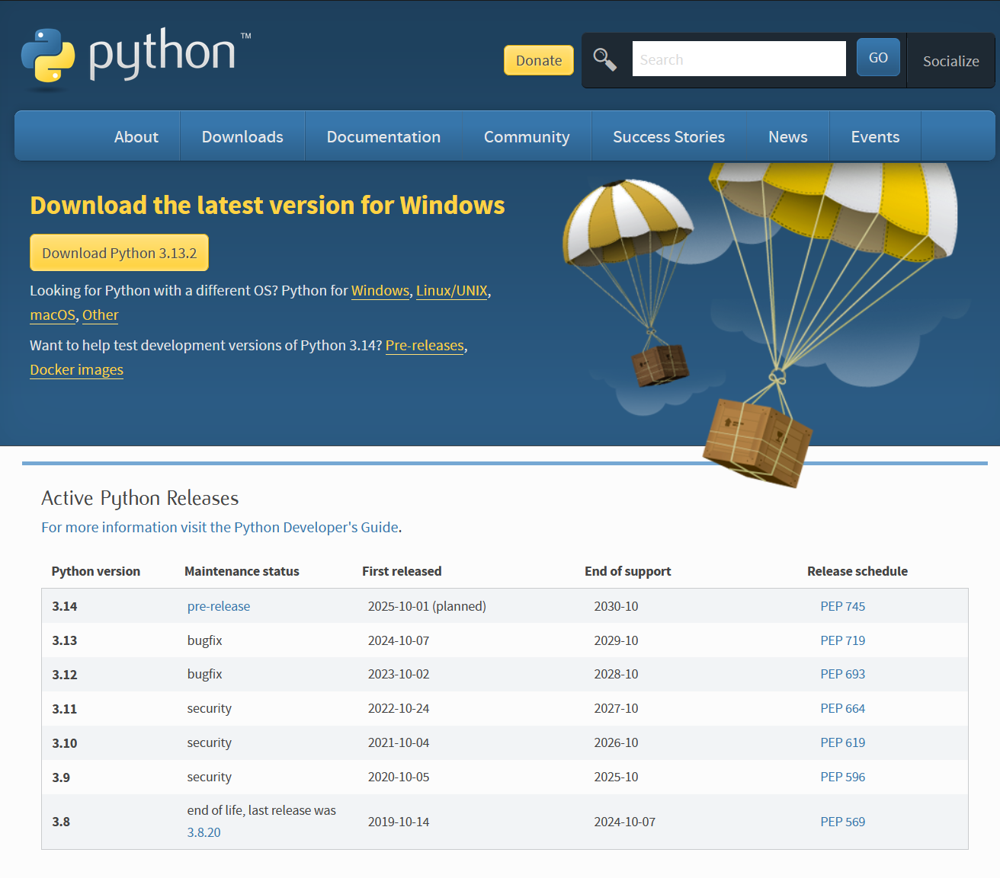 python™
Donate
Search
GO
Socialize
About Downloads Documentation Community Success Stories News Events
Download the latest version for Windows
Download Python 3.13.2
Looking for Python with a different OS? Python for Windows, Linux/UNIX,
macOS, Other
Want to help test development versions of Python 3.14? Pre-releases,
Docker images
Active Python Releases
For more information visit the Python Developer's Guide.
Python version Maintenance status First released End of support Release schedule
3.14 pre-release 2025-10-01 (planned) 2030-10 PEP 745
3.13 bugfix 2024-10-07 2029-10 PEP 719
3.12 bugfix 2023-10-02 2028-10 PEP 693
3.11 security 2022-10-24 2027-10 PEP 664
3.10 security 2021-10-04 2026-10 PEP 619
3.9 security 2020-10-05 2025-10 PEP 596
3.8 end of life, last release was 3.8.20 2019-10-14 2024-10-07 PEP 569